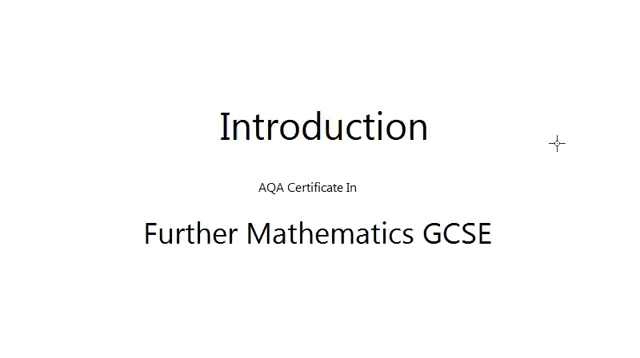 Introduction
AQA Certificate In
Further Mathematics GCSE